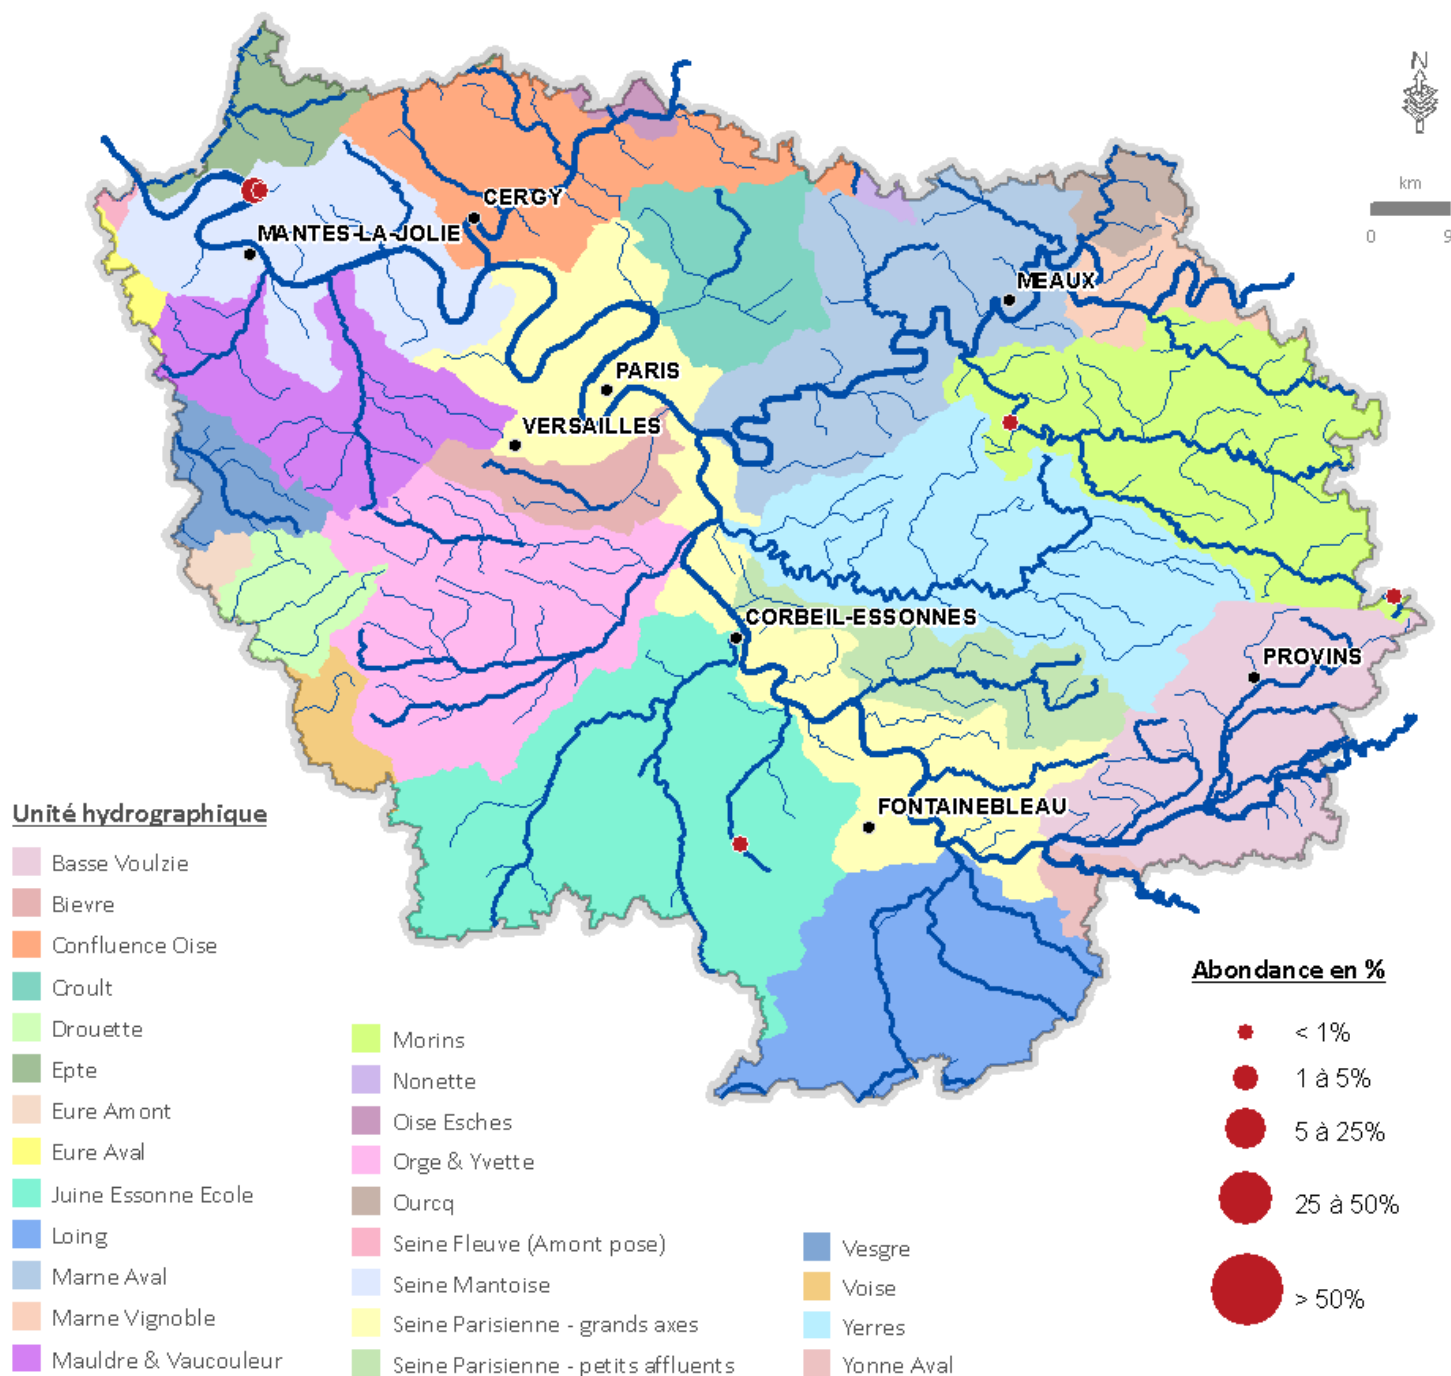 N
km
0 9
CERGY
MANTES-LA-JOLIE
MEAUX
PARIS
VERSAILLES
CORBEIL-ESSONNES
PROVINS
FONTAINEBLEAU
Unité hydrographique
Basse Voulzie
Bievre
Confluence Oise
Croult
Drouette
Epte
Eure Amont
Eure Aval
Juine Essonne Ecole
Loing
Marne Aval
Marne Vignoble
Mauldre & Vaucouleur
Morins
Nonette
Oise Esches
Orge & Yvette
Ourcq
Seine Fleuve (Amont pose)
Seine Mantoise
Seine Parisienne - grands axes
Seine Parisienne - petits affluents
Vesgre
Voise
Yerres
Yonne Aval
Abondance en %
< 1%
1 à 5%
5 à 25%
25 à 50%
> 50%